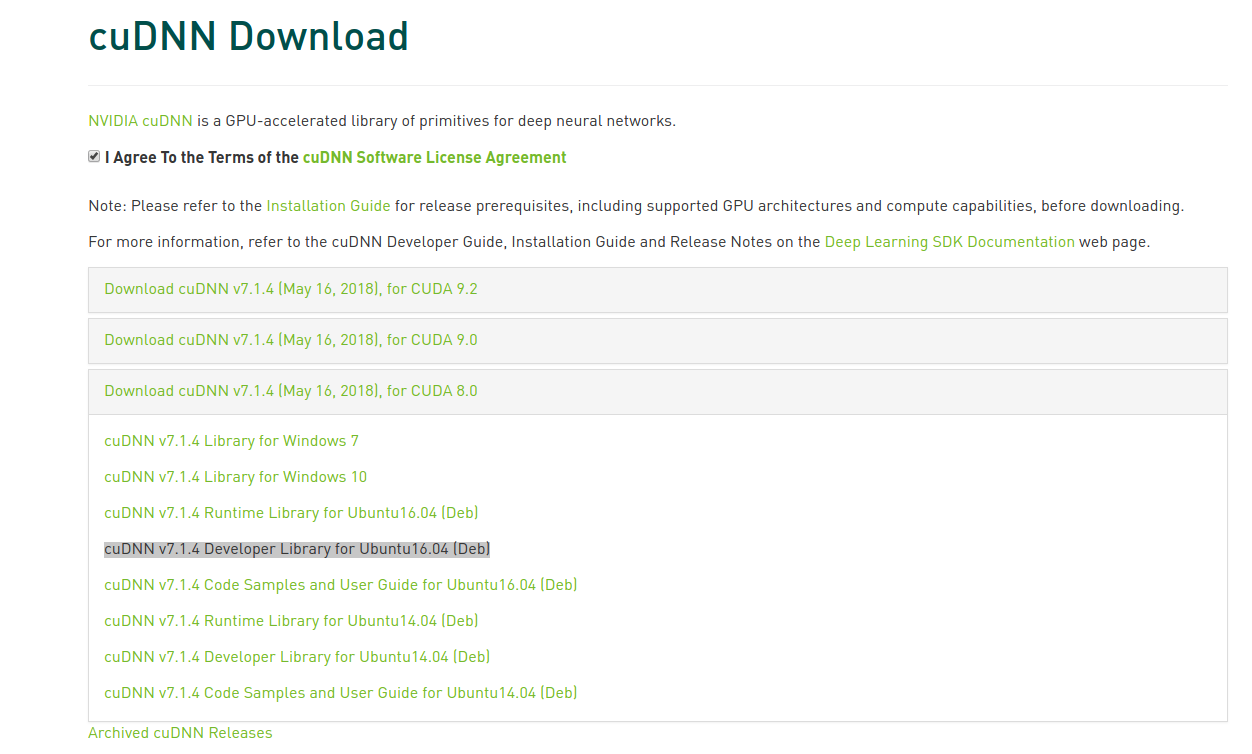 cuDNN Download
NVIDIA cuDNN is a GPU-accelerated library of primitives for deep neural networks.
I Agree To the Terms of the cuDNN Software License Agreement
Note: Please refer to the Installation Guide for release prerequisites, including supported GPU architectures and compute capabilities, before downloading.
For more information, refer to the cuDNN Developer Guide, Installation Guide and Release Notes on the Deep Learning SDK Documentation web page.
Download cuDNN v7.1.4 (May 16, 2018), for CUDA 9.2
Download cuDNN v7.1.4 (May 16, 2018), for CUDA 9.0
Download cuDNN v7.1.4 (May 16, 2018), for CUDA 8.0
cuDNN v7.1.4 Library for Windows 7
cuDNN v7.1.4 Library for Windows 10
cuDNN v7.1.4 Runtime Library for Ubuntu16.04 (Deb)
cuDNN v7.1.4 Developer Library for Ubuntu16.04 (Deb)
cuDNN v7.1.4 Code Samples and User Guide for Ubuntu16.04 (Deb)
cuDNN v7.1.4 Runtime Library for Ubuntu14.04 (Deb)
cuDNN v7.1.4 Developer Library for Ubuntu14.04 (Deb)
cuDNN v7.1.4 Code Samples and User Guide for Ubuntu14.04 (Deb)
Archived cuDNN Releases